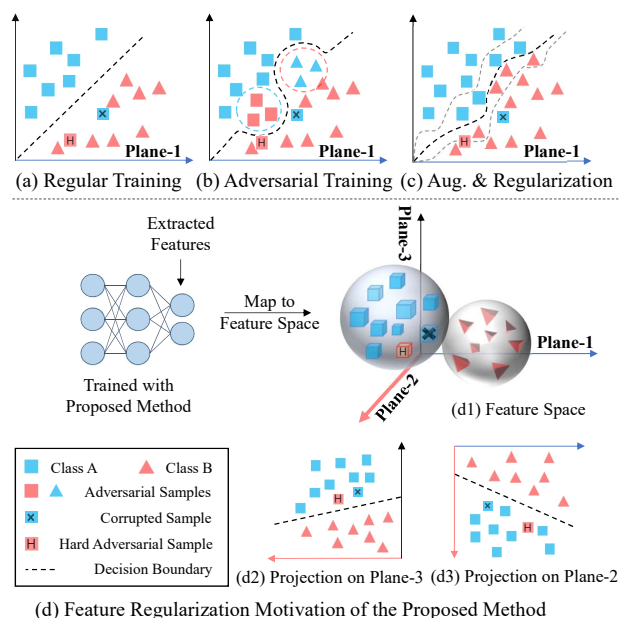 H
Plane-1
(a) Regular Training
H
Plane-1
(b) Adversarial Training
H
Plane-1
(c) Aug. & Regularization
Extracted
Features
Map to
Feature Space
Trained with
Proposed Method
Plane-3
Plane-1
Plane-2
H
(d1) Feature Space
Class A
Class B
Adversarial Samples
Corrupted Sample
H
Hard Adversarial Sample
Decision Boundary
H
(d2) Projection on Plane-3
H
(d3) Projection on Plane-2
(d) Feature Regularization Motivation of the Proposed Method